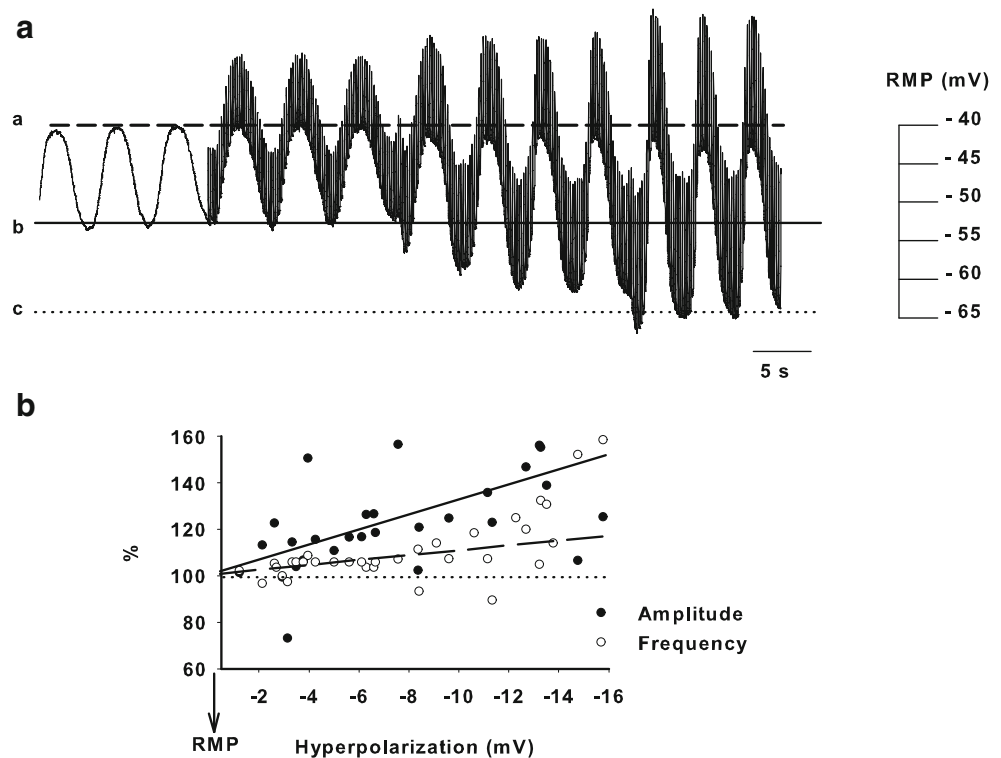 a
RMP (mV)
a
b
c
- 40
- 45
- 50
- 55
- 60
- 65
5 s
b
160
140
120
100
80
60
%
Amplitude
Frequency
-2 -4 -6 -8 -10 -12 -14 -16
RMP
Hyperpolarization (mV)